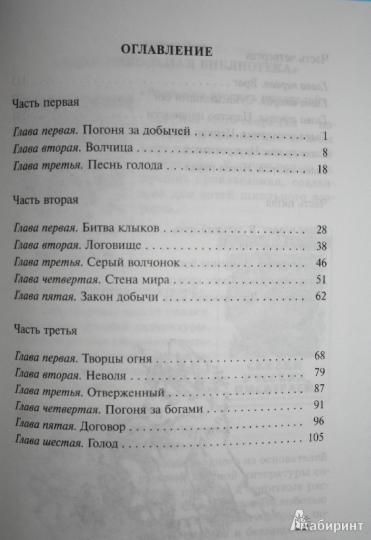 ОГЛАВЛЕНИЕ
Часть первая
Глава первая. Погоня за добычей 1
Глава вторая. Волчица 8
Глава третья. Песнь голода 18
Часть вторая
Глава первая. Битва клыков 28
Глава вторая. Логовище 38
Глава третья. Серый волчонок 46
Глава четвертая. Стена мира 51
Глава пятая. Закон добычи 62
Часть третья
Глава первая. Творцы огня 68
Глава вторая. Неволя 79
Глава третья. Отверженный 87
Глава четвертая. Погоня за богами 91
Глава пятая. Договор 96
Глава шестая. Голод 105
Лабиринт